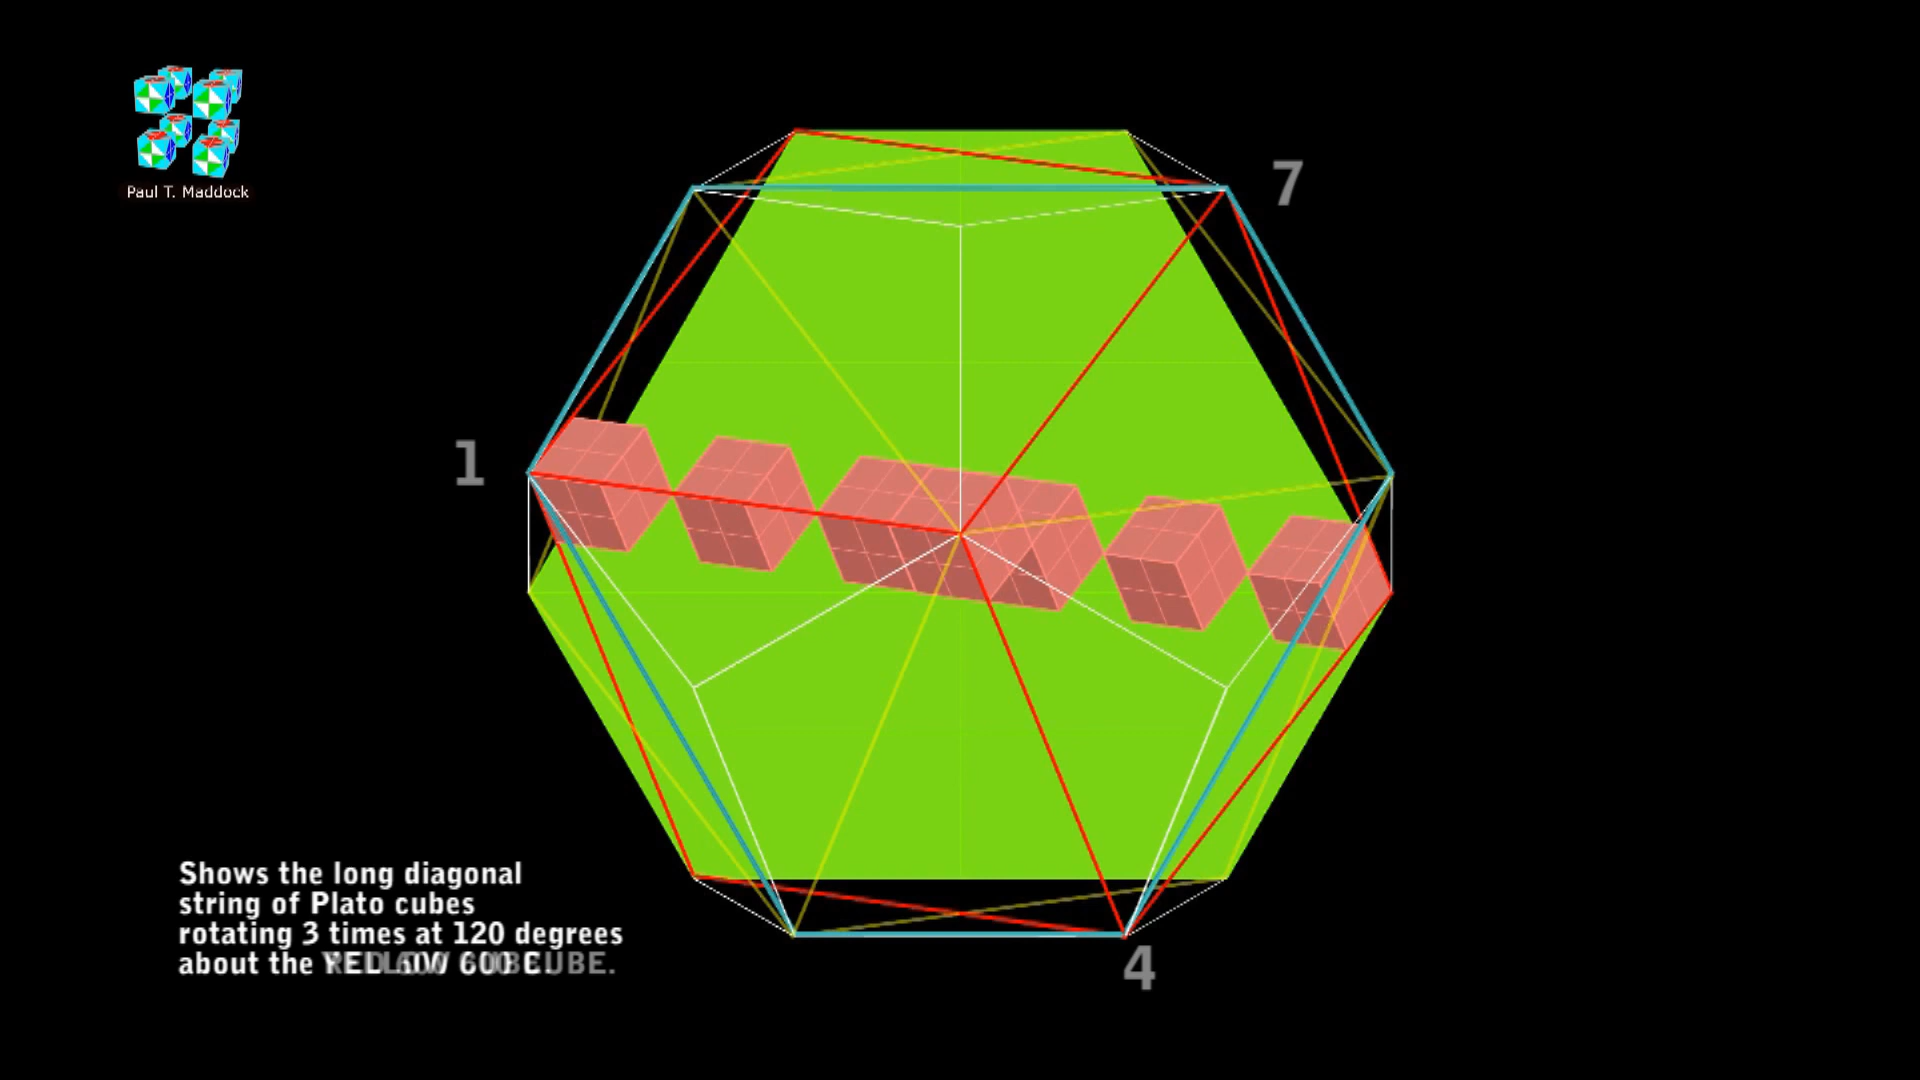 Paul T. Maddock
7
1
Shows the long diagonal
string of Plato cubes
rotating 3 times at 120 degrees
about the
4